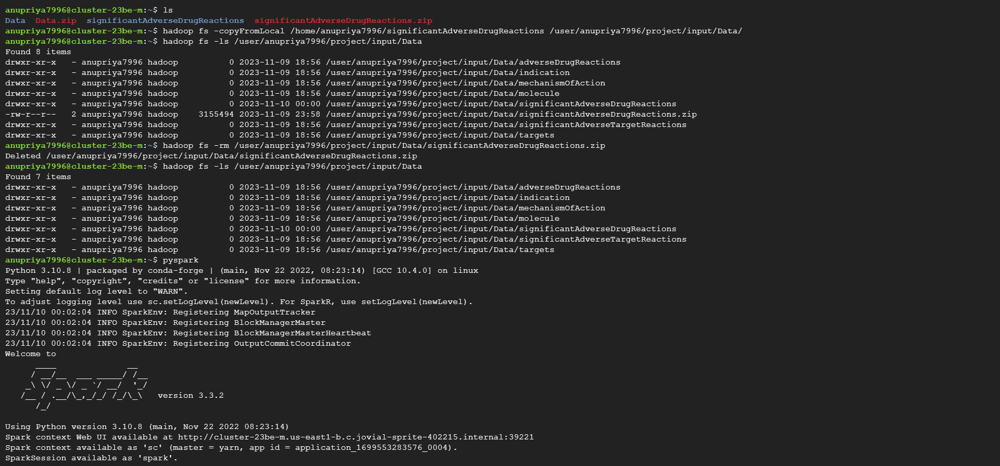 anupriya7996@cluster-23be-m:~$ ls
Data  Data.zip  significantAdverseDrugReactions  significantAdverseDrugReactions.zip
anupriya7996@cluster-23be-m:~$ hadoop fs -copyFromLocal /home/anupriya7996/significantAdverseDrugReactions /user/anupriya7996/project/input/Data/
anupriya7996@cluster-23be-m:~$ hadoop fs -ls /user/anupriya7996/project/input/Data
Found 8 items
drwxr-xr-x   - anupriya7996 hadoop          0 2023-11-09 18:56 /user/anupriya7996/project/input/Data/adverseDrugReactions
drwxr-xr-x   - anupriya7996 hadoop          0 2023-11-09 18:56 /user/anupriya7996/project/input/Data/indication
drwxr-xr-x   - anupriya7996 hadoop          0 2023-11-09 18:56 /user/anupriya7996/project/input/Data/mechanismOfAction
drwxr-xr-x   - anupriya7996 hadoop          0 2023-11-09 18:56 /user/anupriya7996/project/input/Data/molecule
drwxr-xr-x   - anupriya7996 hadoop          0 2023-11-10 00:00 /user/anupriya7996/project/input/Data/significantAdverseDrugReactions
-rw-r--r--   2 anupriya7996 hadoop    3155494 2023-11-09 23:58 /user/anupriya7996/project/input/Data/significantAdverseDrugReactions.zip
drwxr-xr-x   - anupriya7996 hadoop          0 2023-11-09 18:56 /user/anupriya7996/project/input/Data/significantAdverseTargetReactions
drwxr-xr-x   - anupriya7996 hadoop          0 2023-11-09 18:56 /user/anupriya7996/project/input/Data/targets
anupriya7996@cluster-23be-m:~$ hadoop fs -rm /user/anupriya7996/project/input/Data/significantAdverseDrugReactions.zip
Deleted /user/anupriya7996/project/input/Data/significantAdverseDrugReactions.zip
anupriya7996@cluster-23be-m:~$ hadoop fs -ls /user/anupriya7996/project/input/Data
Found 7 items
drwxr-xr-x   - anupriya7996 hadoop          0 2023-11-09 18:56 /user/anupriya7996/project/input/Data/adverseDrugReactions
drwxr-xr-x   - anupriya7996 hadoop          0 2023-11-09 18:56 /user/anupriya7996/project/input/Data/indication
drwxr-xr-x   - anupriya7996 hadoop          0 2023-11-09 18:56 /user/anupriya7996/project/input/Data/mechanismOfAction
drwxr-xr-x   - anupriya7996 hadoop          0 2023-11-09 18:56 /user/anupriya7996/project/input/Data/molecule
drwxr-xr-x   - anupriya7996 hadoop          0 2023-11-10 00:00 /user/anupriya7996/project/input/Data/significantAdverseDrugReactions
drwxr-xr-x   - anupriya7996 hadoop          0 2023-11-09 18:56 /user/anupriya7996/project/input/Data/significantAdverseTargetReactions
drwxr-xr-x   - anupriya7996 hadoop          0 2023-11-09 18:56 /user/anupriya7996/project/input/Data/targets
anupriya7996@cluster-23be-m:~$ pyspark
Python 3.10.8 | packaged by conda-forge | (main, Nov 22 2022, 08:23:14) [GCC 10.4.0] on linux
Type "help", "copyright", "credits" or "license" for more information.
Setting default log level to "WARN".
To adjust logging level use sc.setLogLevel(newLevel). For SparkR, use setLogLevel(newLevel).
23/11/10 00:02:04 INFO SparkEnv: Registering MapOutputTracker
23/11/10 00:02:04 INFO SparkEnv: Registering BlockManagerMaster
23/11/10 00:02:04 INFO SparkEnv: Registering BlockManagerMasterHeartbeat
23/11/10 00:02:04 INFO SparkEnv: Registering OutputCommitCoordinator
Welcome to
      ____              __
     / __/__  ___ _____/ /__
    _\ \/ _ \/ _ `/ __/  '_/
   /__ / .__/\_,_/_/ /_/\_\   version 3.3.2
      /_/
Using Python version 3.10.8 (main, Nov 22 2022 08:23:14)
Spark context Web UI available at http://cluster-23be-m.us-east1-b.c.jovial-sprite-402215.internal:39221
Spark context available as 'sc' (master = yarn, app id = application_1699553283576_0004).
SparkSession available as 'spark'.